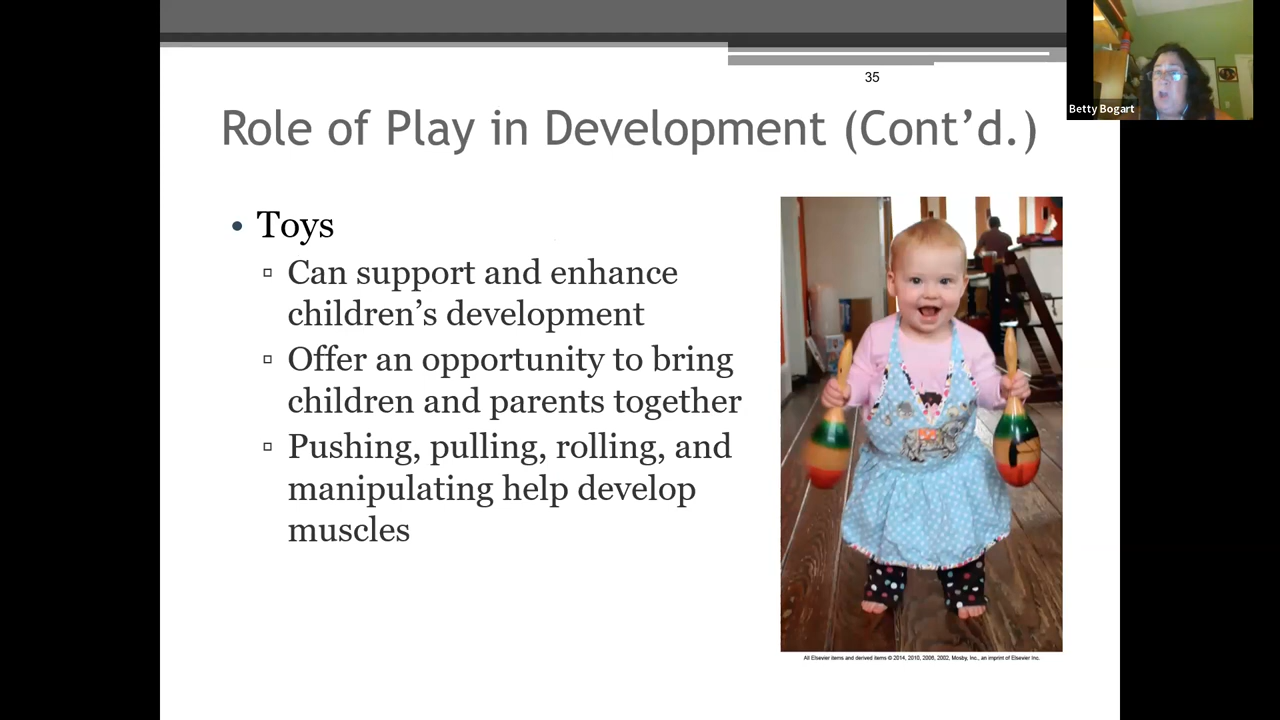 35
Betty Bogart
Role of Play in Development (Cont’d.)
• Toys
▫ Can support and enhance
children’s development
▫ Offer an opportunity to bring
children and parents together
▫ Pushing, pulling, rolling, and
manipulating help develop
muscles
All Elsevier items and derived items © 2014, 2010, 2006, 2002, Mosby, Inc., an imprint of Elsevier Inc.